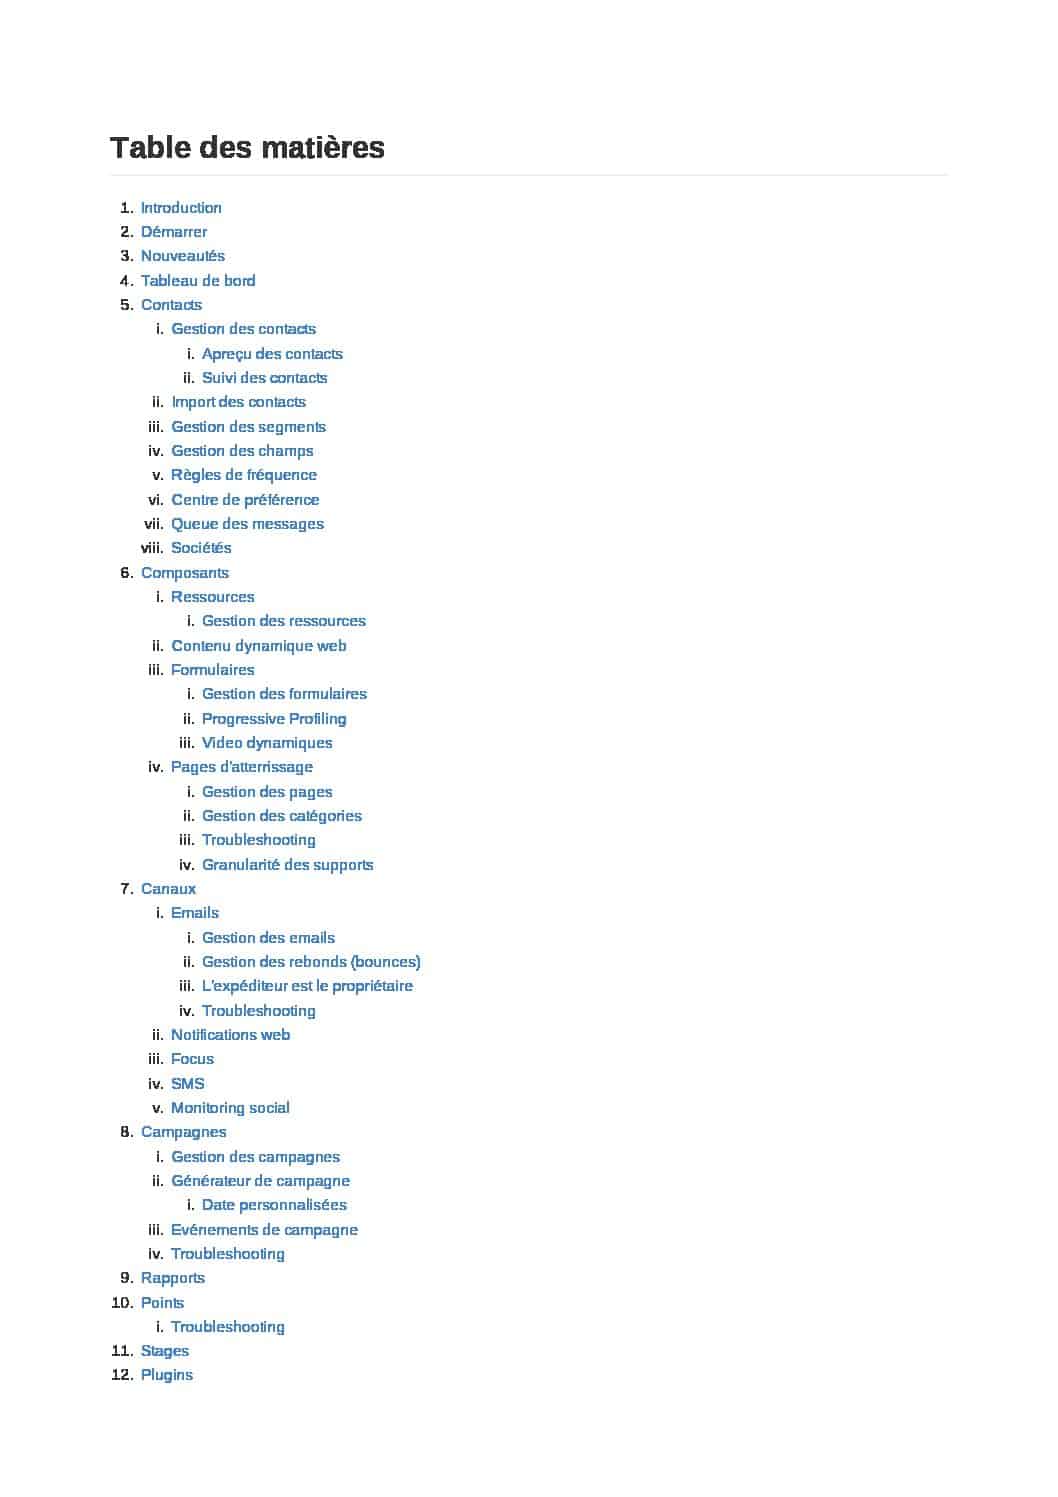 Table des matières
1. Introduction
2. Démarrer
3. Nouveautés
4. Tableau de bord
5. Contacts
i. Gestion des contacts
i. Apreçu des contacts
ii. Suivi des contacts
ii. Import des contacts
iii. Gestion des segments
iv. Gestion des champs
v. Règles de fréquence
vi. Centre de préférence
vii. Queue des messages
viii. Sociétés
6. Composants
i. Ressources
i. Gestion des ressources
ii. Contenu dynamique web
iii. Formulaires
i. Gestion des formulaires
ii. Progressive Profiling
iii. Video dynamiques
iv. Pages d'atterrissage
i. Gestion des pages
ii. Gestion des catégories
iii. Troubleshooting
iv. Granularité des supports
7. Canaux
i. Emails
i. Gestion des emails
ii. Gestion des rebonds (bounces)
iii. L'expéditeur est le propriétaire
iv. Troubleshooting
ii. Notifications web
iii. Focus
iv. SMS
v. Monitoring social
8. Campagnes
i. Gestion des campagnes
ii. Générateur de campagne
i. Date personnalisées
iii. Evénements de campagne
iv. Troubleshooting
9. Rapports
10. Points
i. Troubleshooting
11. Stages
12. Plugins